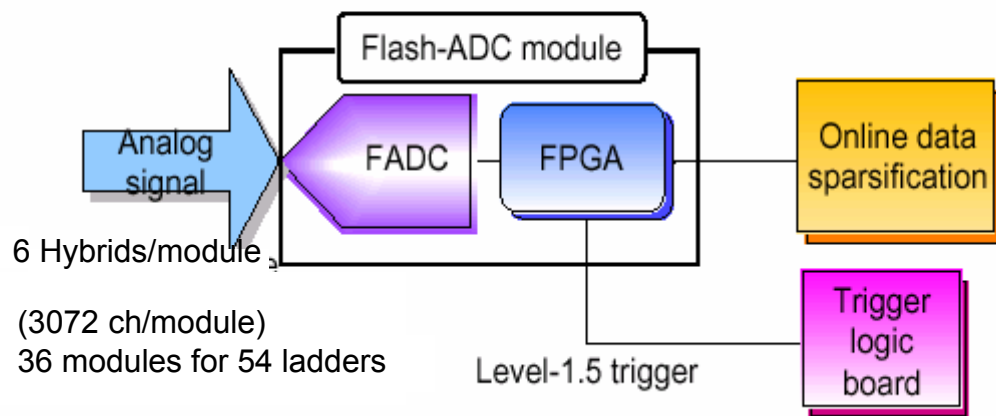 Flash-ADC module
Analog
signal
FADC
FPGA
Online data
sparsification
6 Hybrids/module
(3072 ch/module)
36 modules for 54 ladders
Level-1.5 trigger
Trigger
logic
board